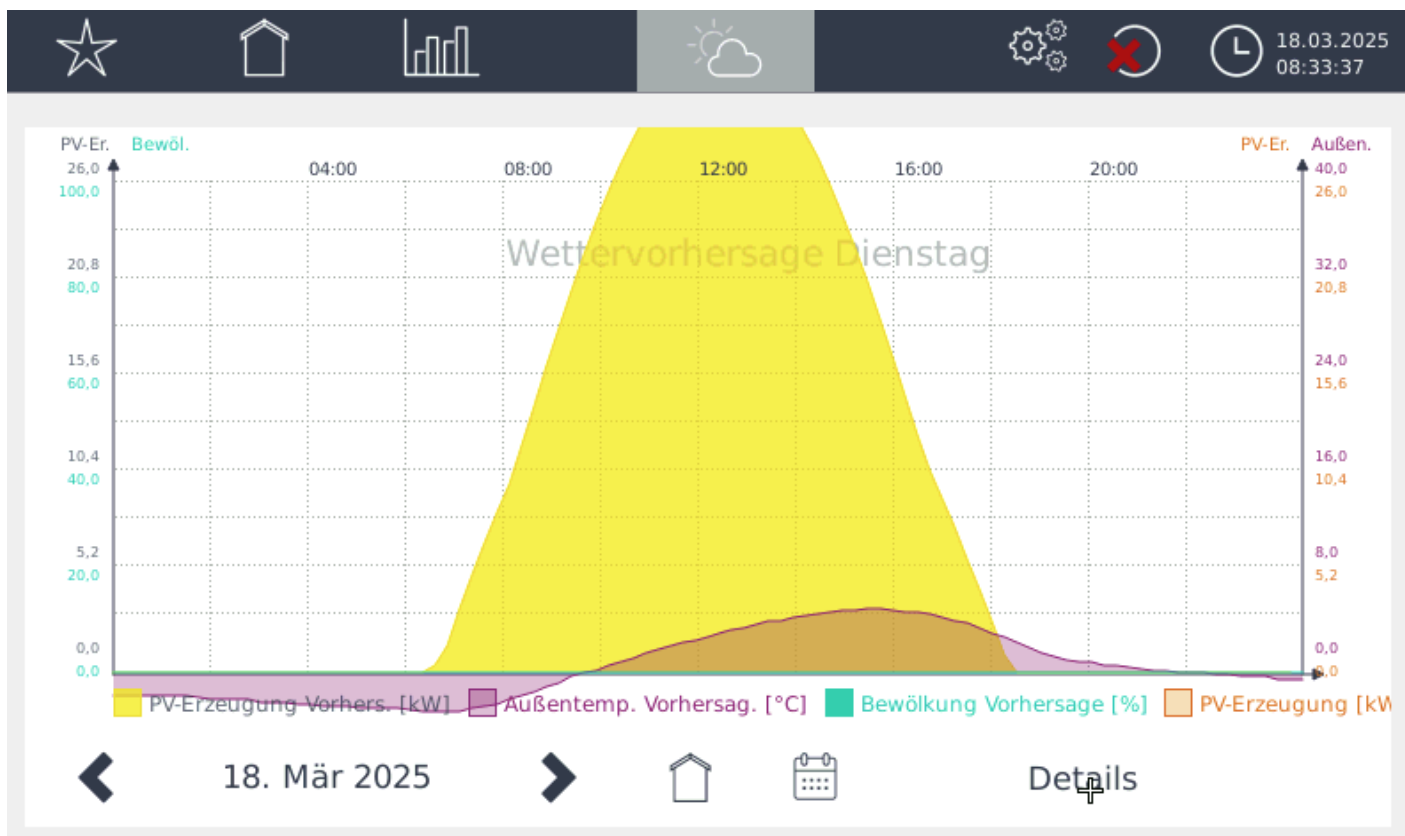 18.03.2025
08:33:37
PV-Er. Bewöl. PV-Er. Außen.
26,0 04:00 08:00 12:00 16:00 20:00 40,0
100,0 26,0
Wettervorhersage Dienstag
20,8 32,0
80,0 20,8
15,6 24,0
60,0 15,6
10,4 16,0
40,0 10,4
5,2 8,0
20,0 5,2
0,0 0,0
0,0 0,0
PV-Erzeugung Vorhers. [kW] Außentemp. Vorhersag. [°C] Bewölkung Vorhersage [%] PV-Erzeugung [kW
18. Mär 2025 Details